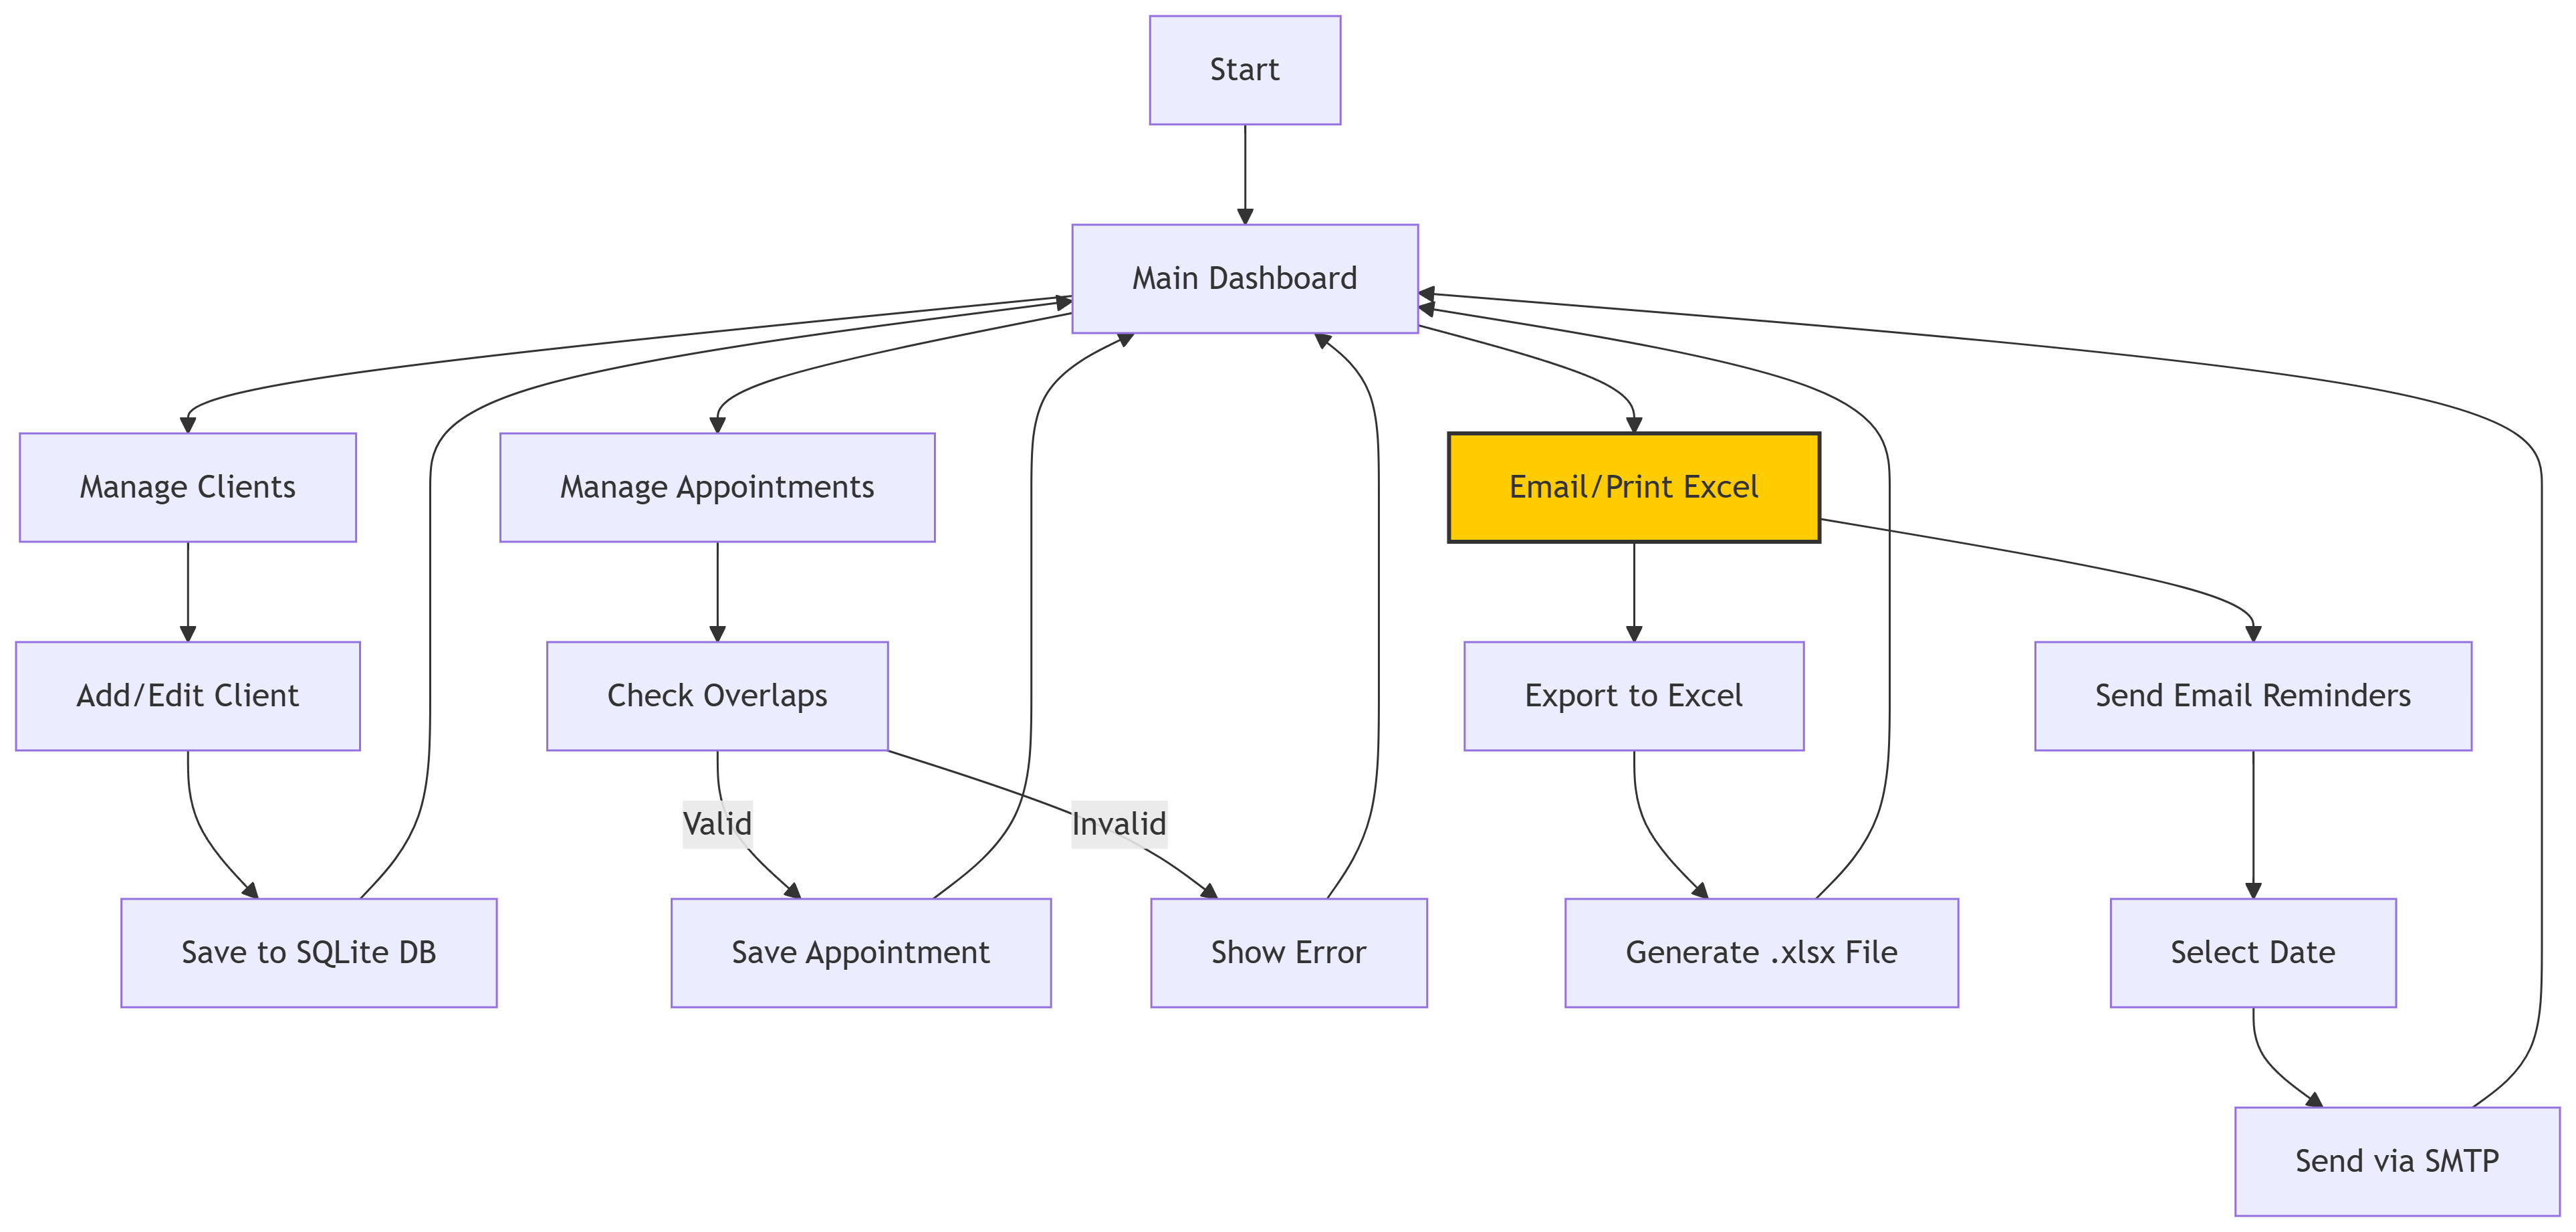 Start
Main Dashboard
Manage Clients
Manage Appointments
Email/Print Excel
Add/Edit Client
Check Overlaps
Export to Excel
Send Email Reminders
Valid
Invalid
Save to SQLite DB
Save Appointment
Show Error
Generate .xlsx File
Select Date
Send via SMTP